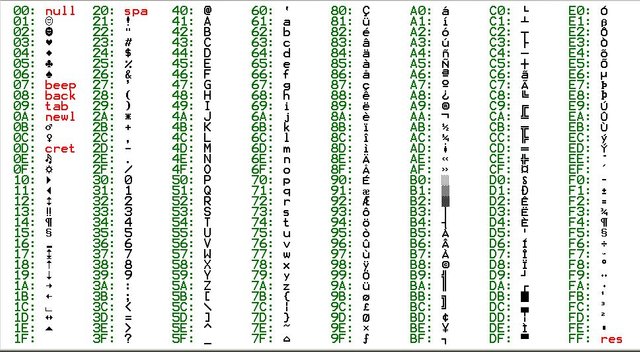 00: null 20: spa 40: @ 60: ` 80: Ç A0: á C0: └ E0: Ó
01: ☺ 21: ! 41: A 61: a 81: ü A1: í C1: ┴ E1: ß
02: ☻ 22: " 42: B 62: b 82: é A2: ó C2: ┬ E2: Ô
03: ♥ 23: # 43: C 63: c 83: â A3: ú C3: ├ E3: Ò
04: ♦ 24: $ 44: D 64: d 84: ä A4: ñ C4: ─ E4: õ
05: ♣ 25: % 45: E 65: e 85: à A5: Ñ C5: ┼ E5: Õ
06: ♠ 26: & 46: F 66: f 86: å A6: ª C6: ã E6: µ
07: beep 27: ' 47: G 67: g 87: ç A7: º C7: Ã E7: þ
08: back 28: ( 48: H 68: h 88: ê A8: ¿ C8: ╚ E8: Þ
09: tab 29: ) 49: I 69: i 89: ë A9: ® C9: ╔ E9: Ú
0A: newl 2A: * 4A: J 6A: j 8A: è AA: ¬ CA: ╩ EA: Û
0B: ♂ 2B: + 4B: K 6B: k 8B: ï AB: ½ CB: ╦ EB: Ù
0C: ♀ 2C: , 4C: L 6C: l 8C: î AC: ¼ CC: ╠ EC: ý
0D: cret 2D: - 4D: M 6D: m 8D: ì AD: ¡ CD: ═ ED: Ý
0E: ♫ 2E: . 4E: N 6E: n 8E: Ä AE: « CE: ╬ EE: ¯
0F: ☼ 2F: / 4F: O 6F: o 8F: Å AF: » CF: ¤ EF: ´
10: ► 30: 0 50: P 70: p 90: É B0: ░ D0: ð F0: -
11: ◄ 31: 1 51: Q 71: q 91: æ B1: ▒ D1: Ð F1: ±
12: ↕ 32: 2 52: R 72: r 92: Æ B2: ▓ D2: Ê F2: ‗
13: ‼ 33: 3 53: S 73: s 93: ô B3: │ D3: Ë F3: ¾
14: ¶ 34: 4 54: T 74: t 94: ö B4: ┤ D4: È F4: ¶
15: § 35: 5 55: U 75: u 95: ò B5: Á D5: ' F5: §
16: ▬ 36: 6 56: V 76: v 96: û B6: Â D6: Í F6: ÷
17: ↨ 37: 7 57: W 77: w 97: ù B7: À D7: Î F7: ¸
18: ↑ 38: 8 58: X 78: x 98: ÿ B8: © D8: Ï F8: °
19: ↓ 39: 9 59: Y 79: y 99: Ö B9: ╣ D9: ┘ F9: ¨
1A: → 3A: : 5A: Z 7A: z 9A: Ü BA: ║ DA: ┌ FA: ·
1B: ← 3B: ; 5B: [ 7B: { 9B: ø BB: ╗ DB: █ FB: ¹
1C: ∟ 3C: < 5C: \ 7C: | 9C: £ BC: ╝ DC: ▄ FC: ³
1D: ↔ 3D: = 5D: ] 7D: } 9D: Ø BD: ¢ DD: ¦ FD: ²
1E: ▲ 3E: > 5E: ^ 7E: ~ 9E: × BE: ¥ DE: Ì FE: ■
1F: ▼ 3F: ? 5F: _ 7F: ⌂ 9F: ƒ BF: ┐ DF: ▀ FF: res